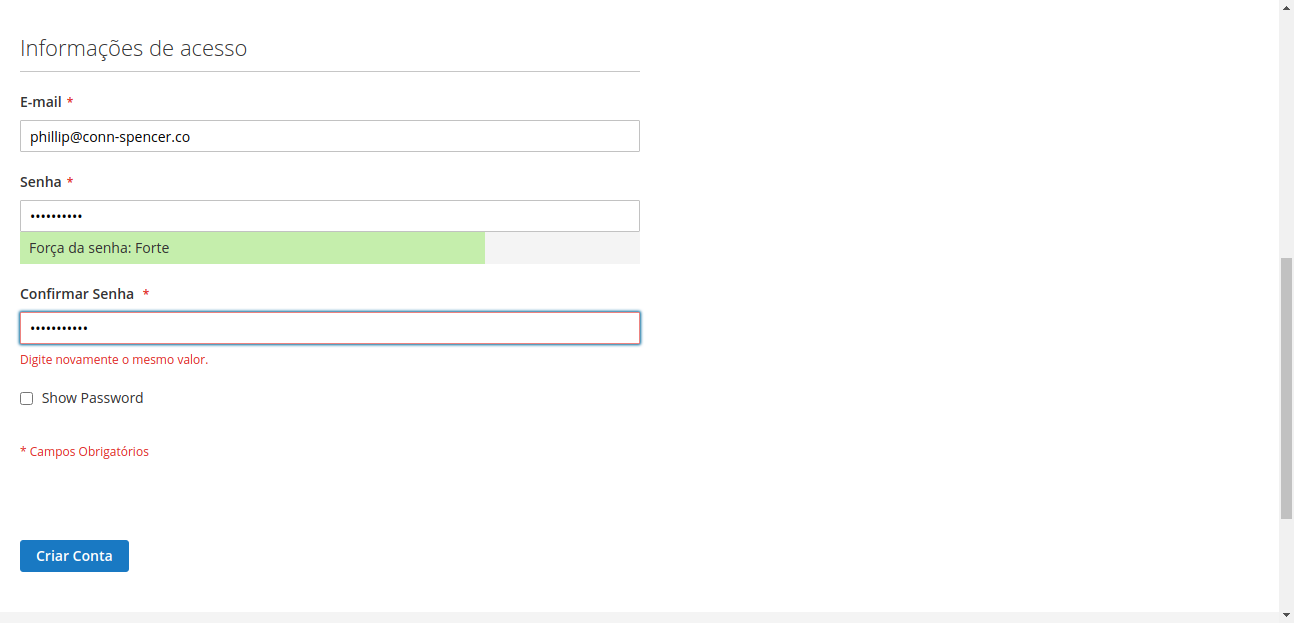 Informações de acesso
E-mail *
phillip@conn-spencer.co
Senha *
••••••••••
Força da senha: Forte
Confirmar Senha *
•••••••••••
Digite novamente o mesmo valor.
Show Password
* Campos Obrigatórios
Criar Conta